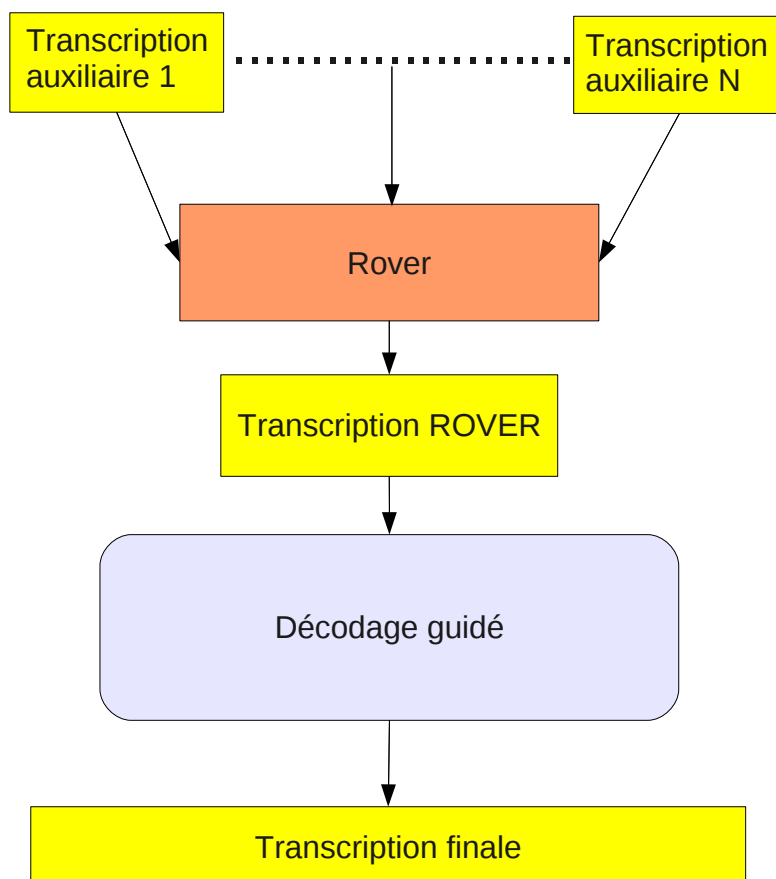 Transcription
auxiliaire 1
Transcription
auxiliaire N
Rover
Transcription ROVER
Décodage guidé
Transcription finale